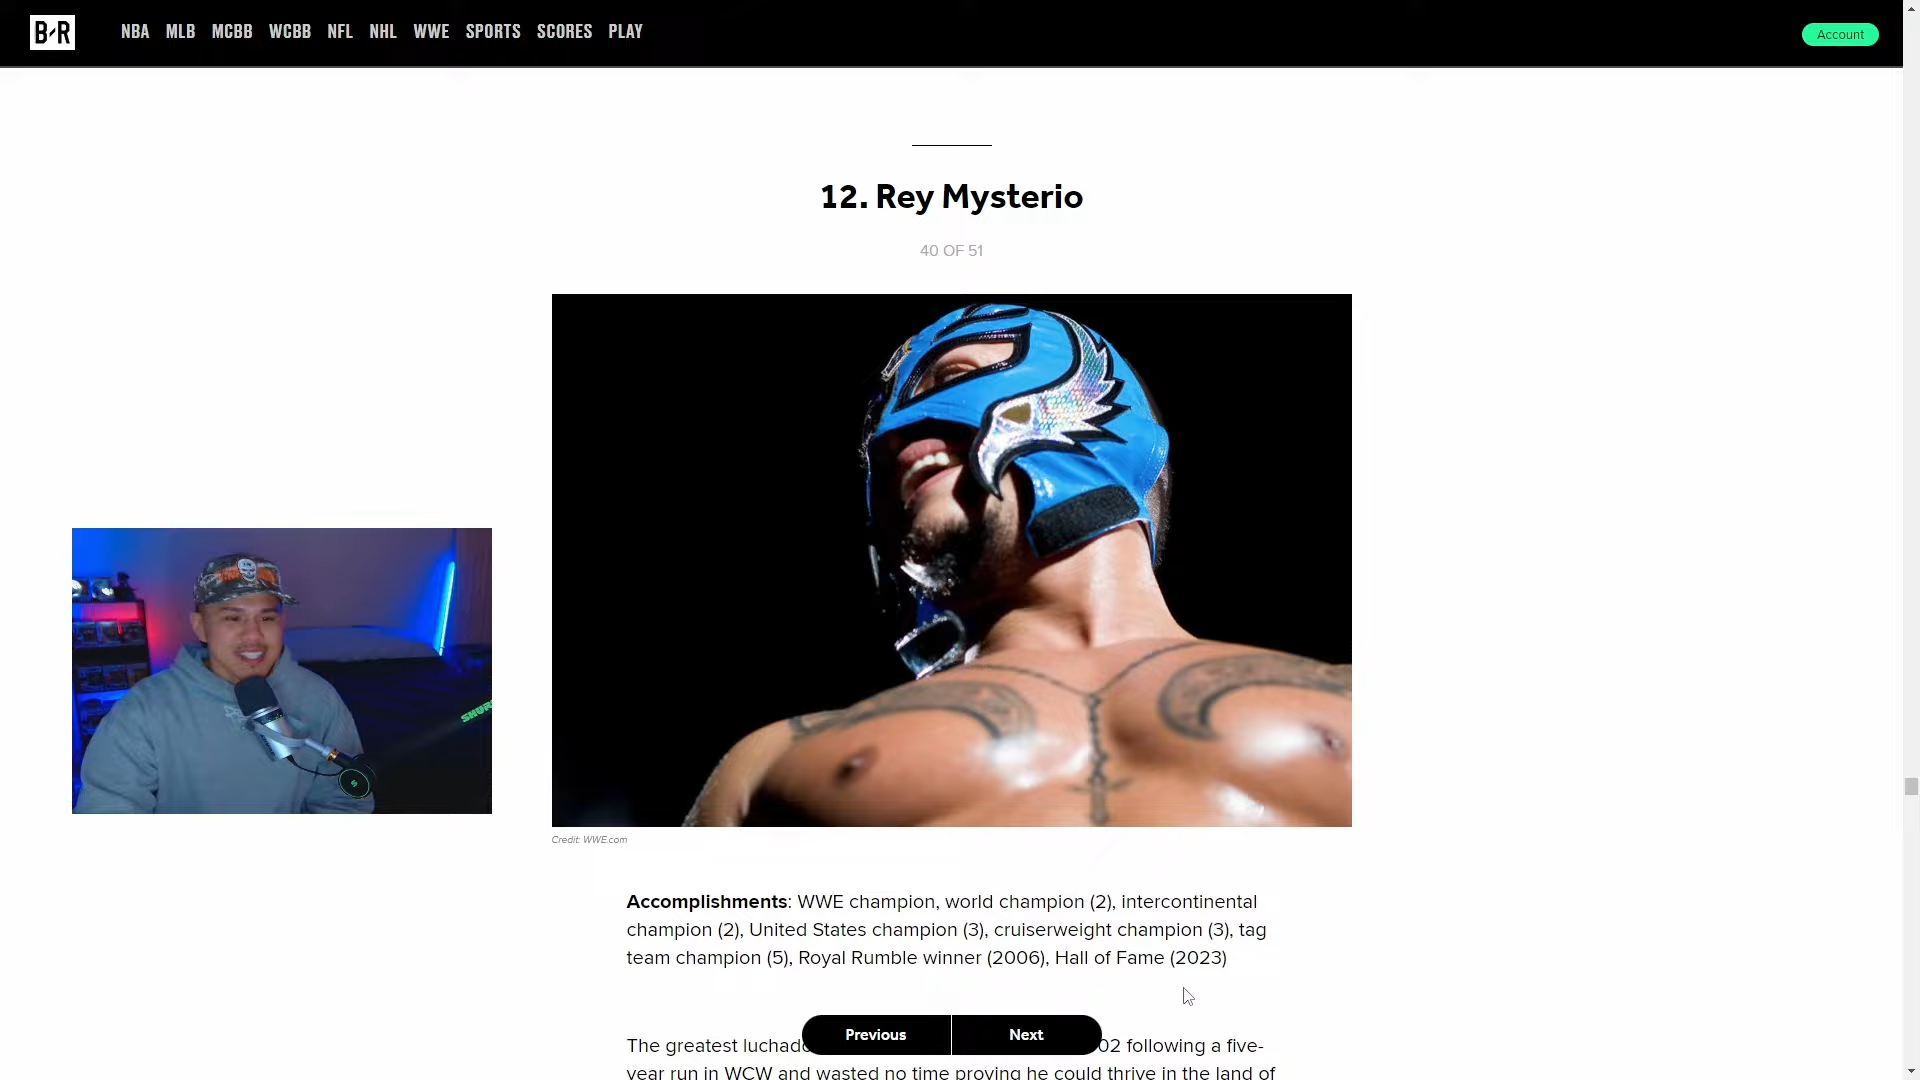 B/R NBA MLB MCBB WCBB NFL NHL WWE SPORTS SCORES PLAY Account
12. Rey Mysterio
40 OF 51
SHURE
Credit: WWE.com
Accomplishments: WWE champion, world champion (2), intercontinental
champion (2), United States champion (3), cruiserweight champion (3), tag
team champion (5), Royal Rumble winner (2006), Hall of Fame (2023)
Previous Next
The greatest luchado 02 following a five-
year run in WCW and wasted no time proving he could thrive in the land of